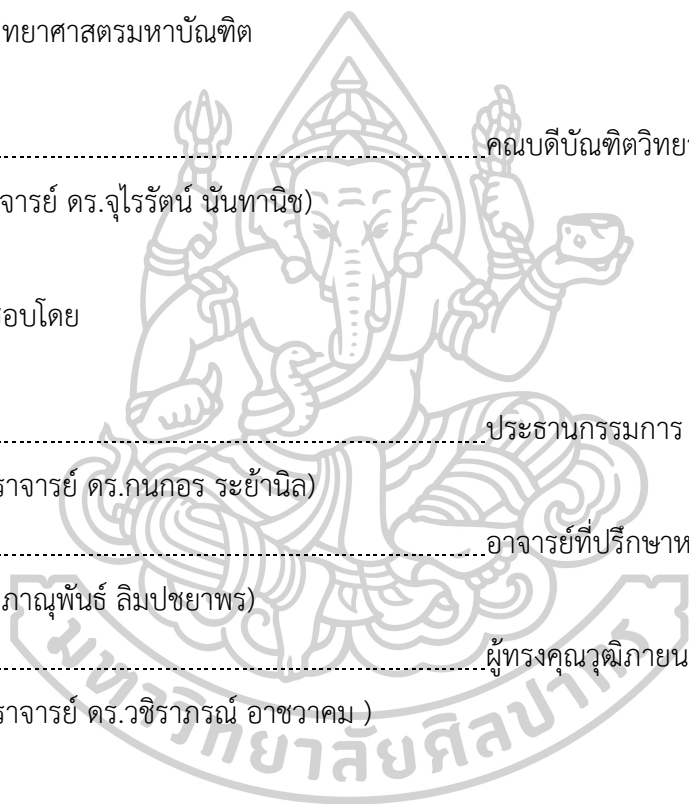 ทยาศาสตรมหาบัณฑิต
คณบดีบัณฑิตวิทยา
จารย์ ดร.จุไรรัตน์ นันทานิช)
อบโดย
ประธานกรรมการ
ราจารย์ ดร.กนกอร ระย้านิล)
อาจารย์ที่ปรึกษาห
ภาณุพันธ์ ลิมปชยาพร)
ผู้ทรงคุณวุฒิภายน
ราจารย์ ดร.วชิราภรณ์ อาชวาคม )
มหาวิทยาลัยศิลปากร